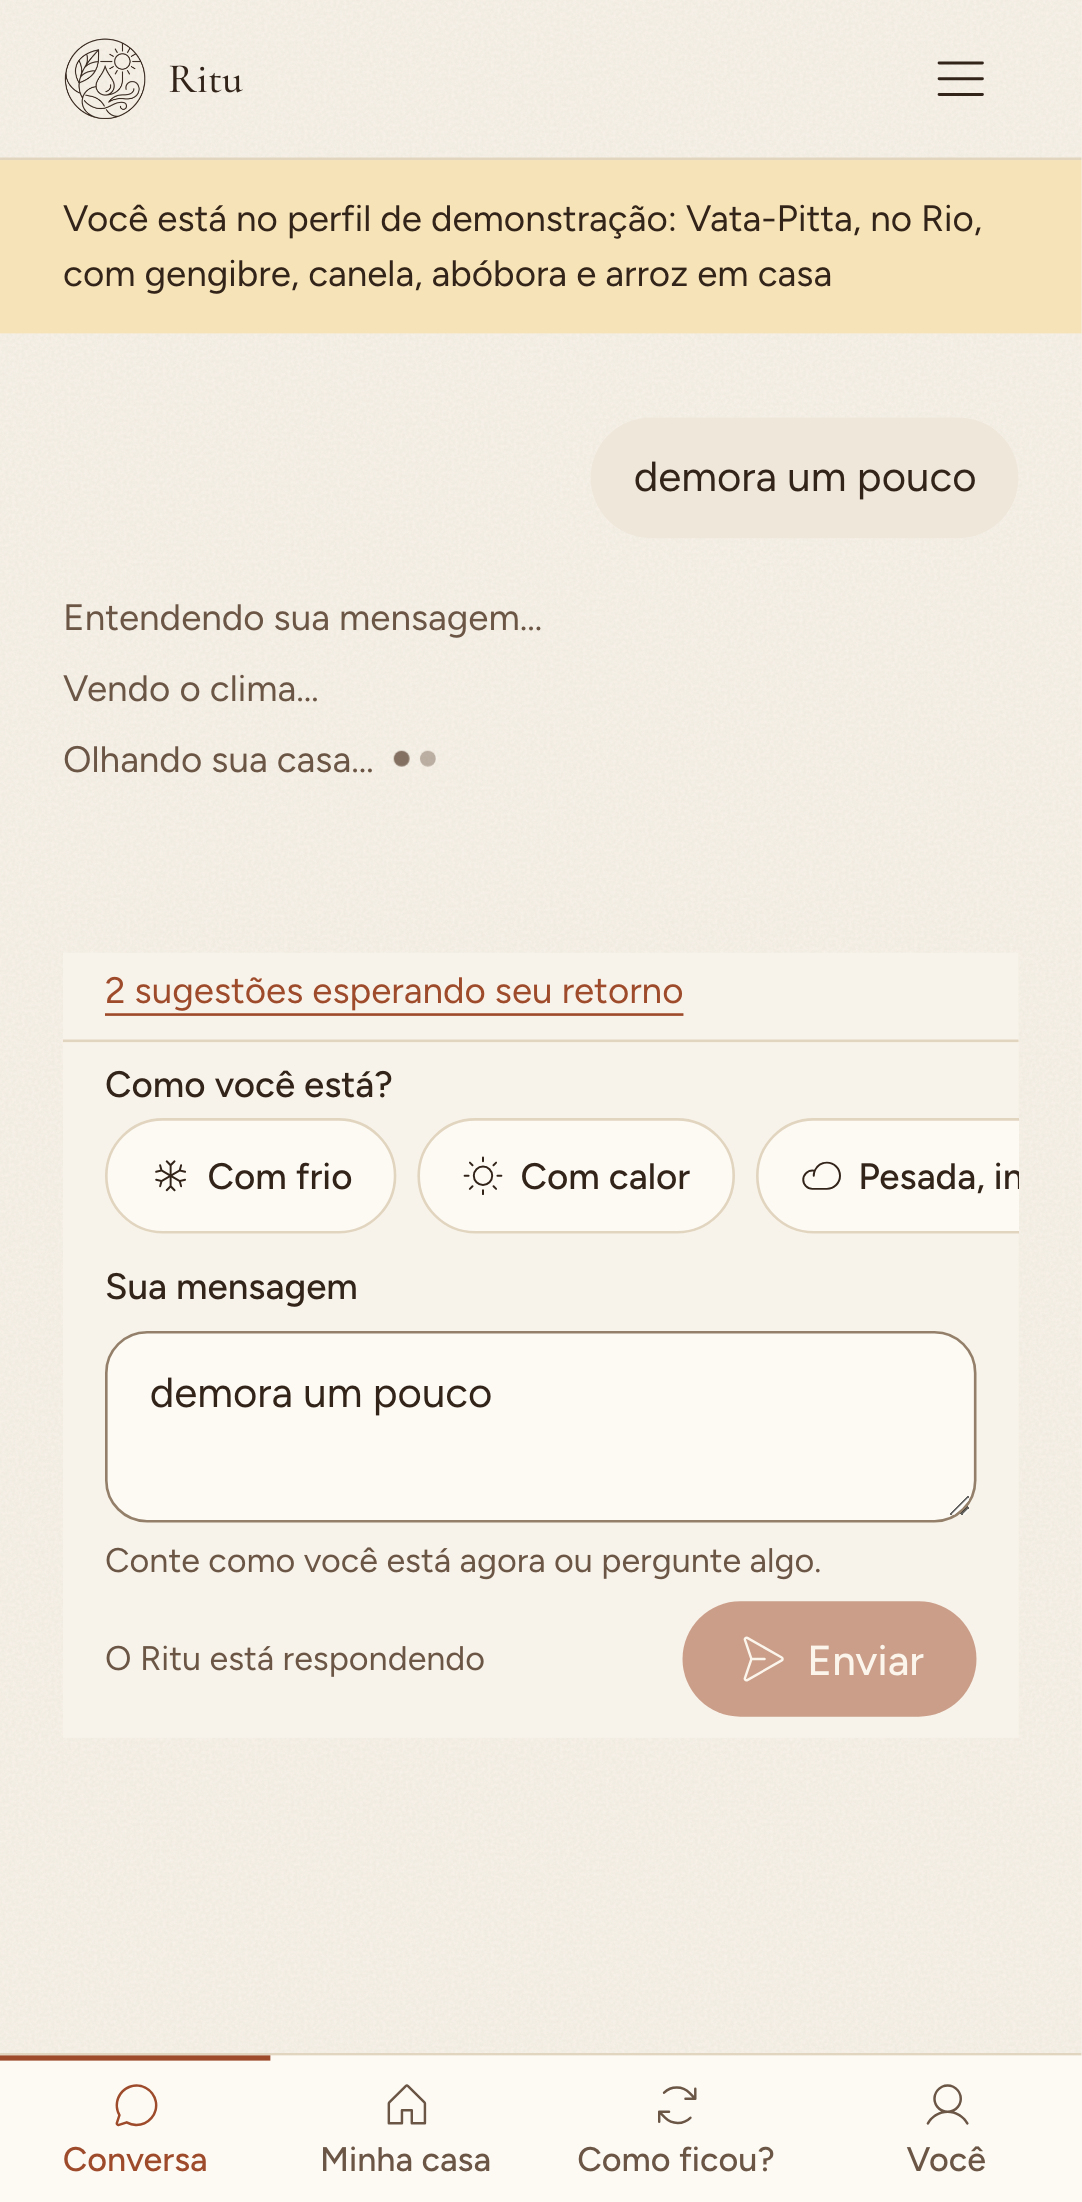 Ritu
Você está no perfil de demonstração: Vata-Pitta, no Rio,
com gengibre, canela, abóbora e arroz em casa
demora um pouco
Entendendo sua mensagem...
Vendo o clima...
Olhando sua casa...
2 sugestões esperando seu retorno
Como você está?
Com frio
Com calor
Pesada, in
Sua mensagem
demora um pouco
Conte como você está agora ou pergunte algo.
O Ritu está respondendo
Enviar
Conversa
Minha casa
Como ficou?
Você